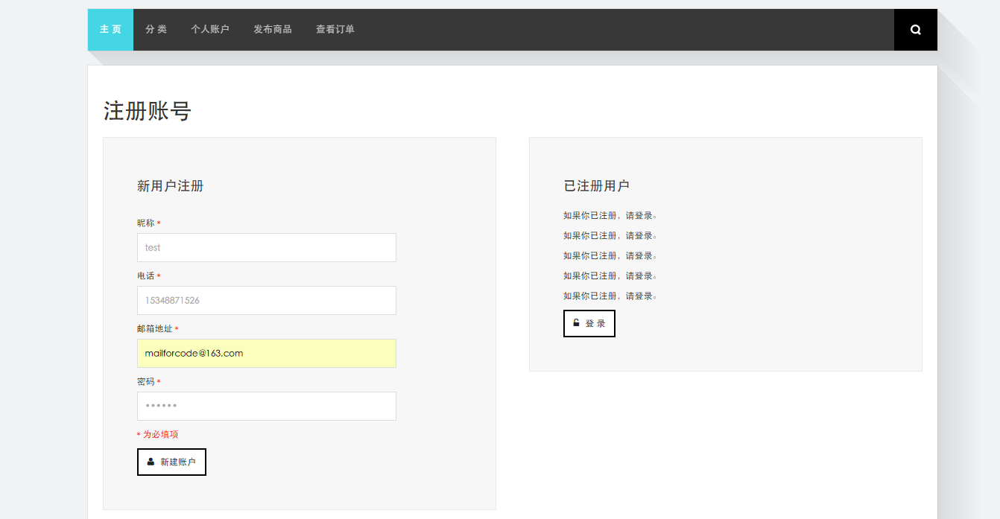 主 页 分 类 个人账户 发布商品 查看订单
注册账号
新用户注册
昵称 *
test
电话 *
15348871526
邮箱地址 *
mailforcode@163.com
密码 *
••••••
* 为必填项
新建账户
已注册用户
如果你已注册，请登录。
如果你已注册，请登录。
如果你已注册，请登录。
如果你已注册，请登录。
如果你已注册，请登录。
登 录